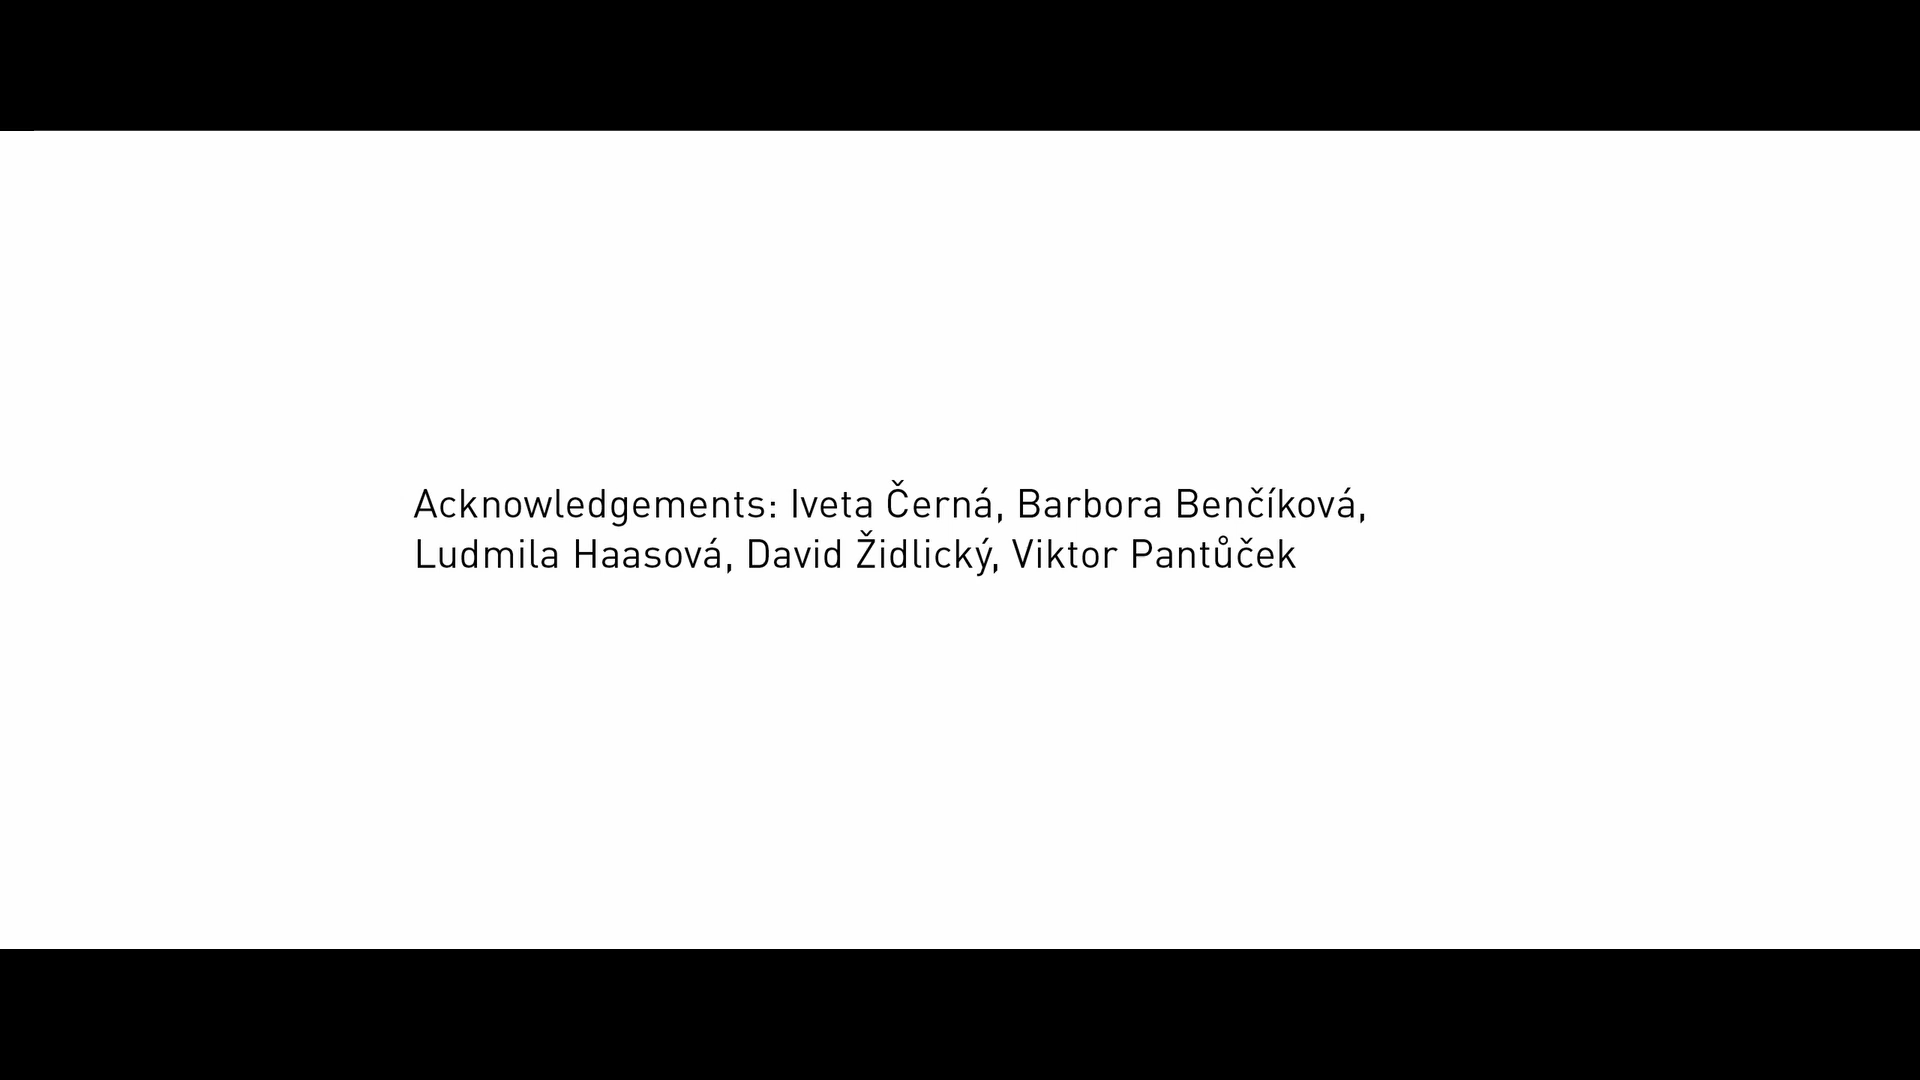 Acknowledgements: Iveta Černá, Barbora Benčíková,
Ludmila Haasová, David Židlický, Viktor Pantůček